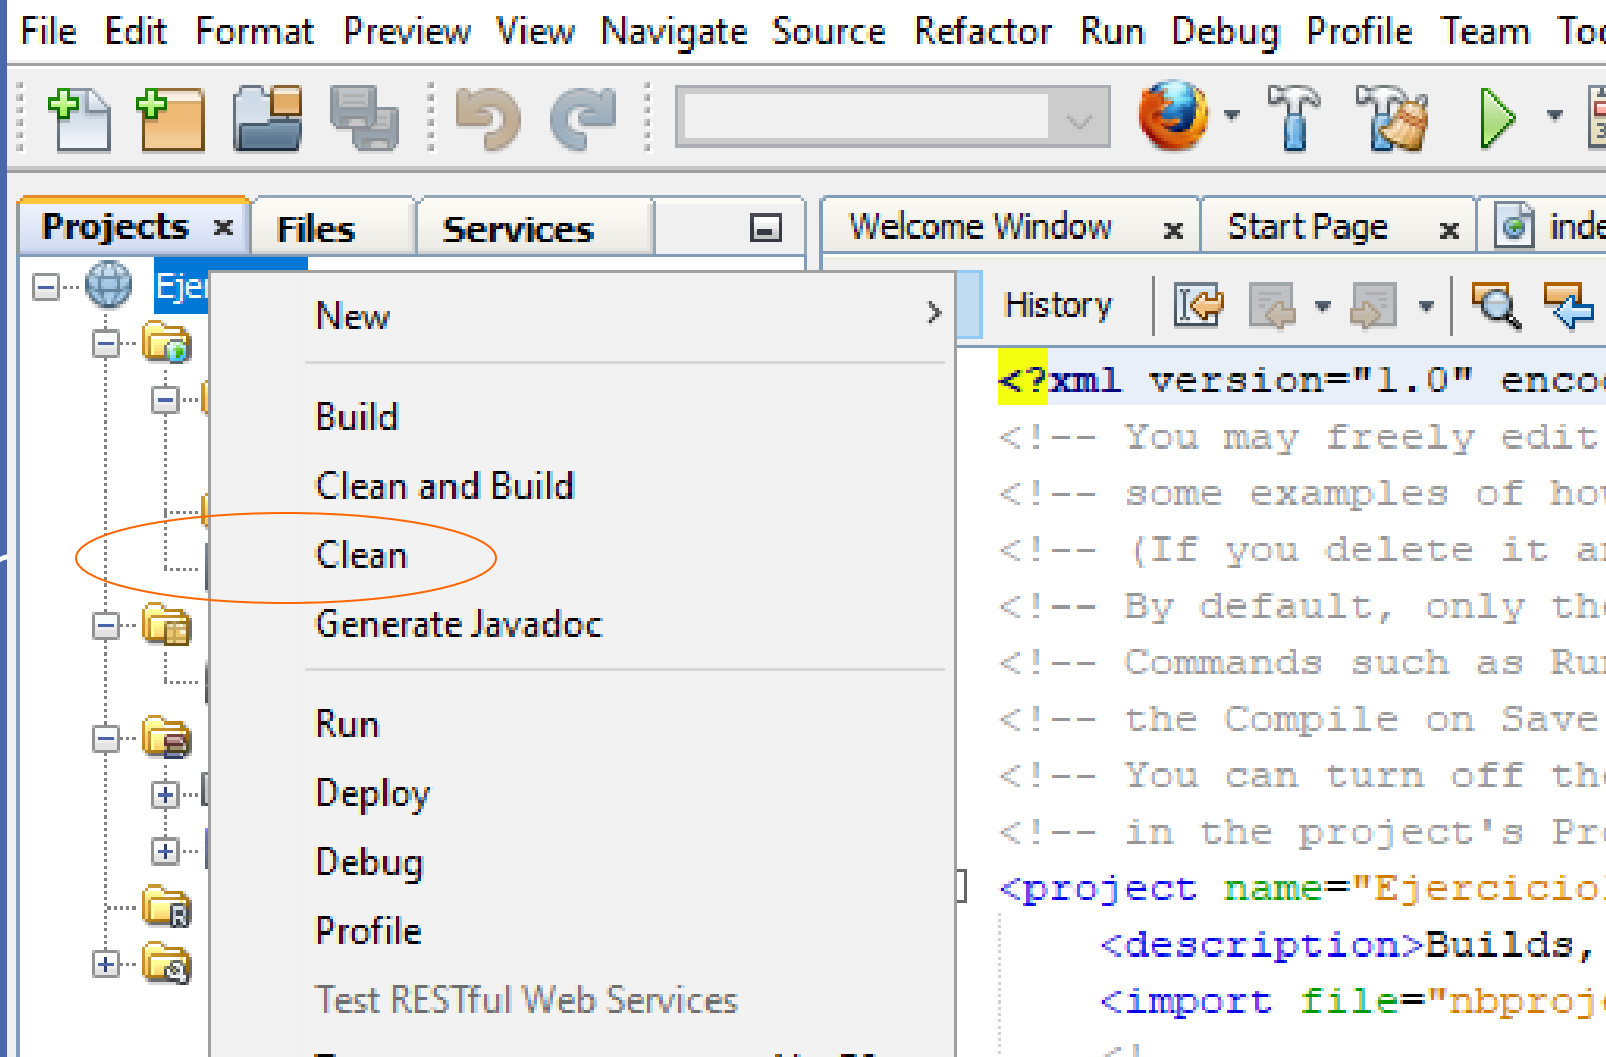 File Edit Format Preview View Navigate Source Refactor Run Debug Profile Team
Projects Files Services
Welcome Window Start Page
New
Build
Clean and Build
Clean
Generate Javadoc
Run
Deploy
Debug
Profile
Test RESTful Web Services
History
<?xml version="1.0"
<!-- You may freely edit
<!-- some examples of
<!-- (If you delete it
<!-- By default, only
<!-- Commands such as
<!-- the Compile on Save
<!-- You can turn off
<!-- in the project's
<project name="Ejercicio
<description>Builds,
<import file="nbproj
<!